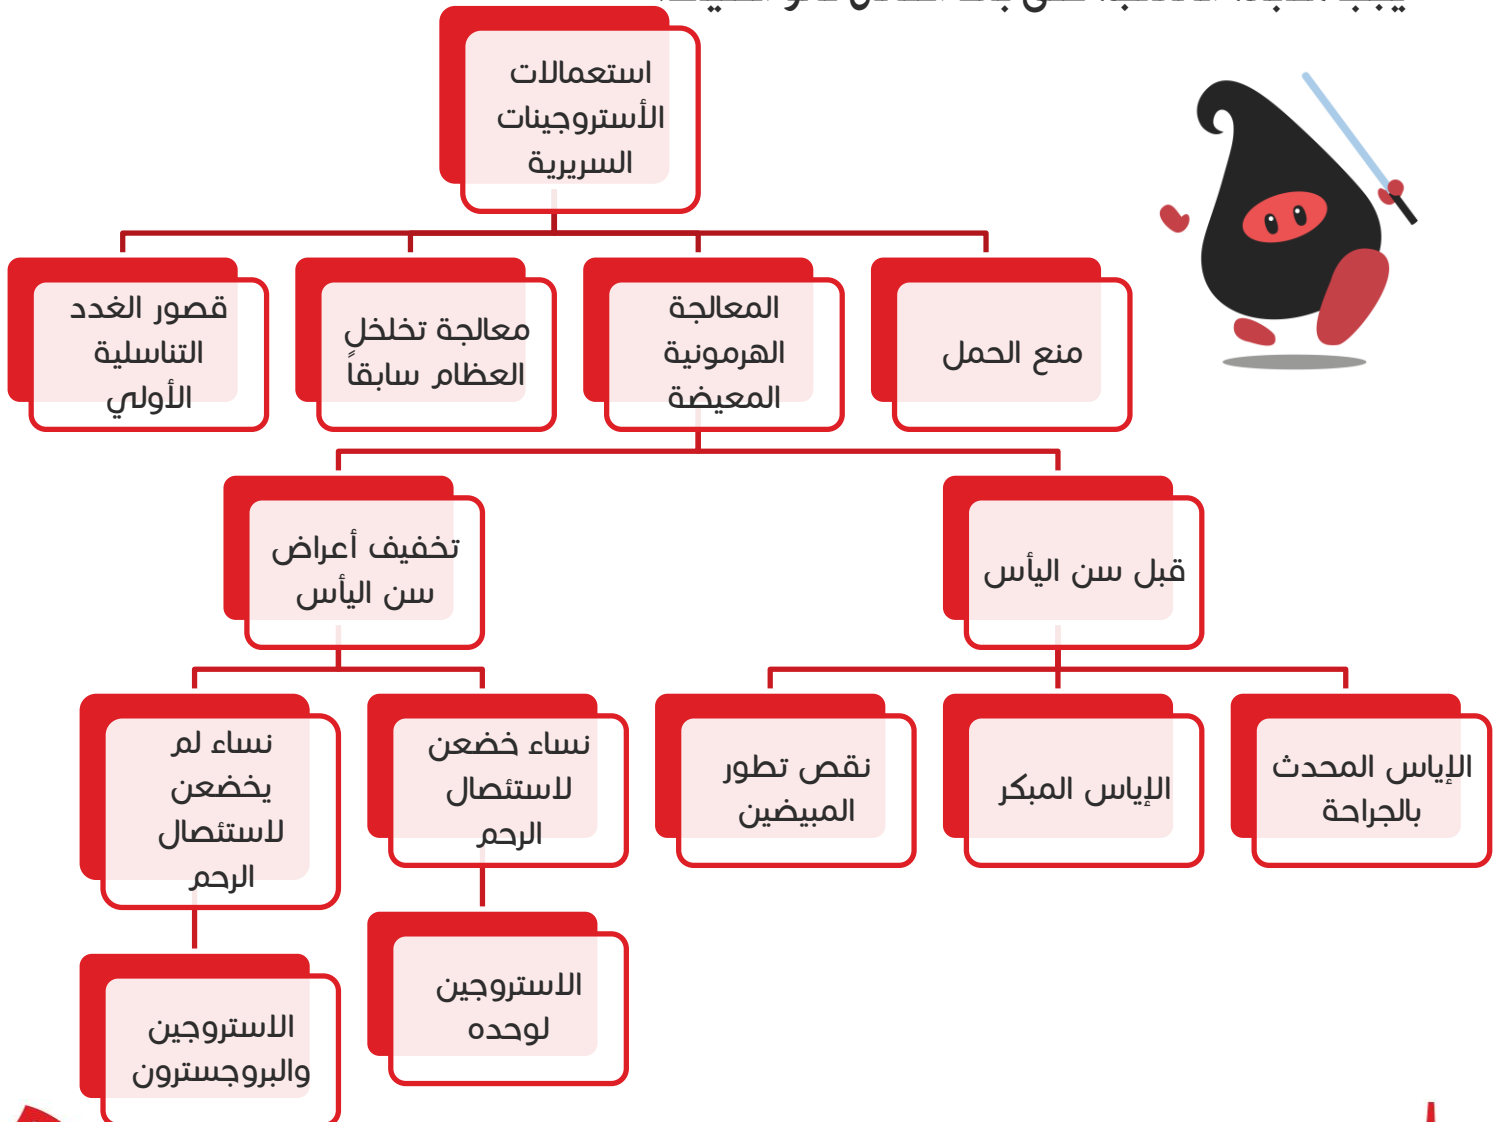 استعمالات
الأستروجينات
السريرية
منع الحمل
المعالجة
الهرمونية
المعيضة
معالجة تخلخل
العظام سابقاً
قصور الغدد
التناسلية
الأولي
قبل سن اليأس
تخفيف أعراض
سن اليأس
الإياس المحدث
بالجراحة
الإياس المبكر
نقص تطور
المبيضين
نساء خضعن
لاستئصال
الرحم
نساء لم
يخضعن
لاستئصال
الرحم
الاستروجين
لوحده
الاستروجين
والبروجسترون